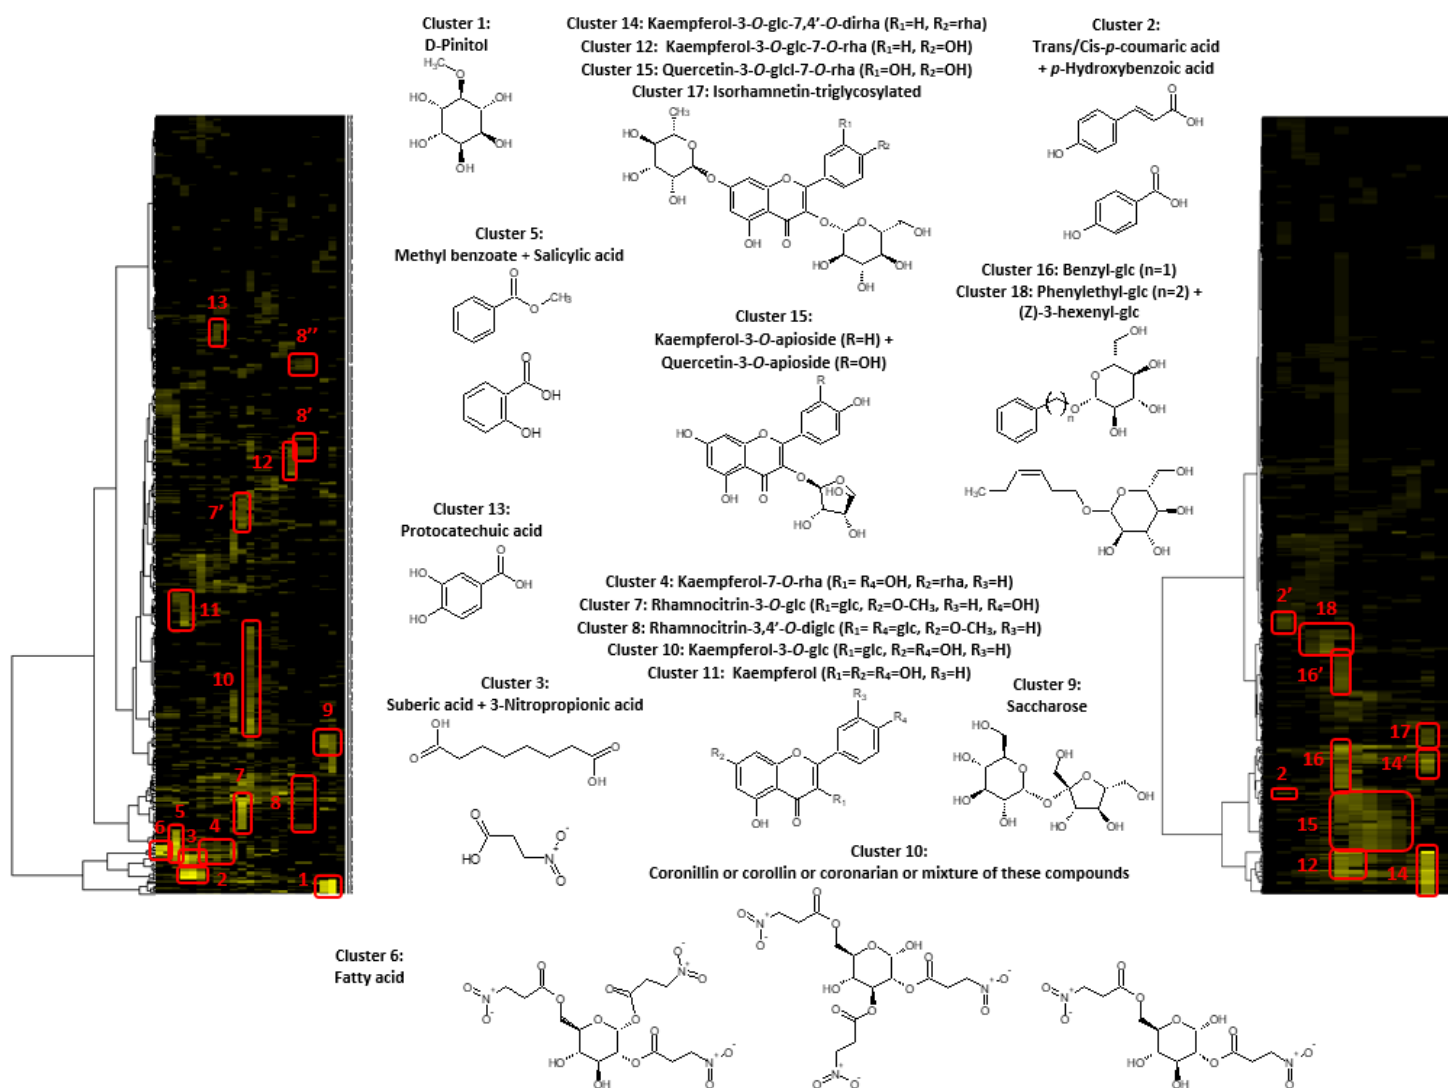 Cluster 1:
D-Pinitol
Cluster 14: Kaempferol-3-O-glc-7,4'-O-dirha (R₁=H, R₂=rha)
Cluster 12: Kaempferol-3-O-glc-7-O-rha (R₁=H, R₂=OH)
Cluster 15: Quercetin-3-O-glcl-7-O-rha (R₁=OH, R₂=OH)
Cluster 17: Isorhamnetin-triglycosylated
Cluster 2:
Trans/Cis-p-coumaric acid
+ p-Hydroxybenzoic acid
Cluster 5:
Methyl benzoate + Salicylic acid
Cluster 16: Benzyl-glc (n=1)
Cluster 18: Phenylethyl-glc (n=2) +
(Z)-3-hexenyl-glc
Cluster 15:
Kaempferol-3-O-apioside (R=H) +
Quercetin-3-O-apioside (R=OH)
Cluster 13:
Protocatechuic acid
Cluster 4: Kaempferol-7-O-rha (R₁= R₄=OH, R₂=rha, R₃=H)
Cluster 7: Rhamnocitrin-3-O-glc (R₁=glc, R₂=O-CH₃, R₃=H, R₄=OH)
Cluster 8: Rhamnocitrin-3,4'-O-diglc (R₁= R₄=glc, R₂=O-CH₃, R₃=H)
Cluster 10: Kaempferol-3-O-glc (R₁=glc, R₂=R₄=OH, R₃=H)
Cluster 11: Kaempferol (R₁=R₂=R₄=OH, R₃=H)
Cluster 3:
Suberic acid + 3-Nitropropionic acid
Cluster 9:
Saccharose
Cluster 10:
Coronillin or corollin or coronarian or mixture of these compounds
Cluster 6:
Fatty acid
13
8''
8'
12
7'
11
10
9
7
8
5
6
3
4
2
1
2'
18
16'
17
16
14'
2
15
12
14